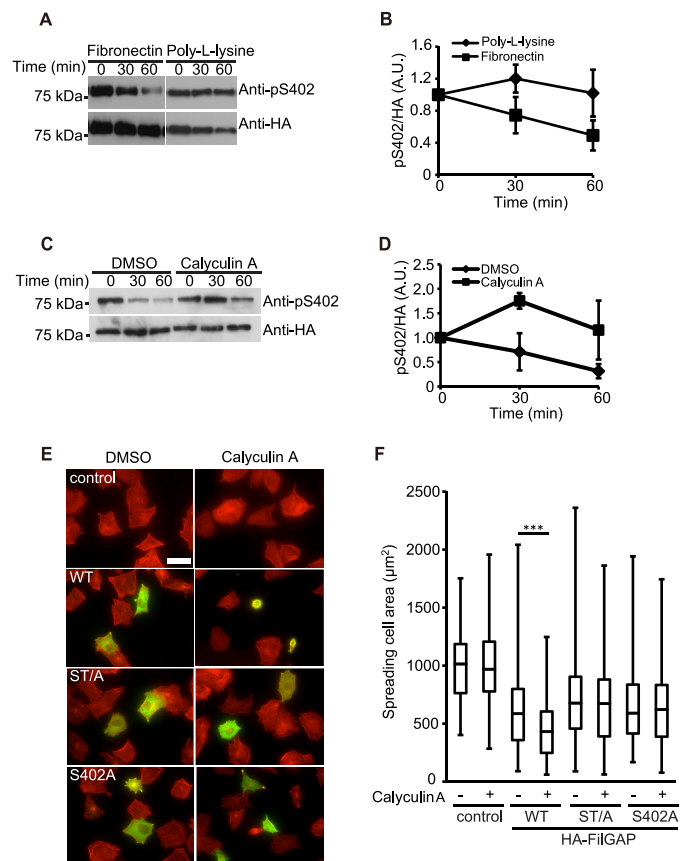 A
Fibronectin Poly-L-lysine
Time (min) 0 30 60 0 30 60
75 kDa Anti-pS402
75 kDa Anti-HA
B
Poly-L-lysine
Fibronectin
pS402/HA (A.U.)
1.6
1.2
0.8
0.4
0
0 30 60
Time (min)
C
DMSO Calyculin A
Time (min) 0 30 60 0 30 60
75 kDa Anti-pS402
75 kDa Anti-HA
D
DMSO
Calyculin A
pS402/HA (A.U.)
2.5
2.0
1.5
1.0
0.5
0
0 30 60
Time (min)
E
DMSO Calyculin A
control
WT
ST/A
S402A
F
Spreading cell area (µm²)
2500
2000
1500
1000
500
0
***
Calyculin A - + - + - + - +
control WT ST/A S402A
HA-FilGAP